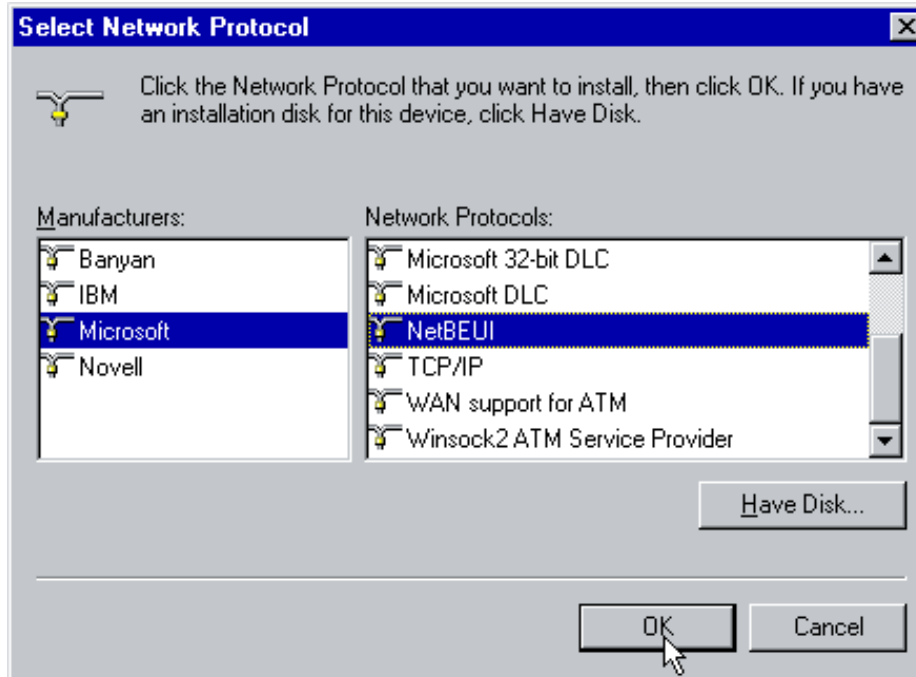 Select Network Protocol
Click the Network Protocol that you want to install, then click OK. If you have
an installation disk for this device, click Have Disk.
Manufacturers:
Banyan
IBM
Microsoft
Novell
Network Protocols:
Microsoft 32-bit DLC
Microsoft DLC
NetBEUI
TCP/IP
WAN support for ATM
Winsock2 ATM Service Provider
Have Disk...
OK
Cancel